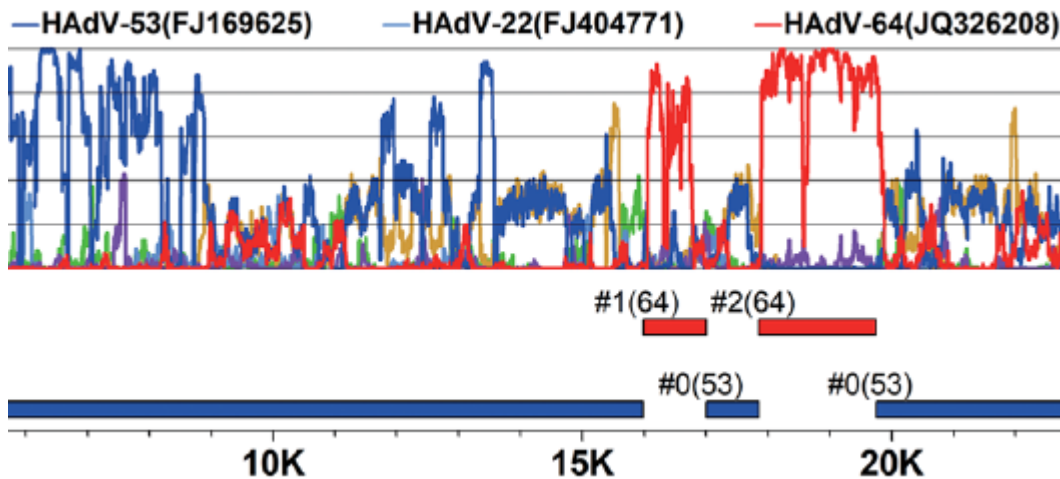 HAdV-53(FJ169625) HAdV-22(FJ404771) HAdV-64(JQ326208)
#1(64) #2(64)
#0(53) #0(53)
10K 15K 20K